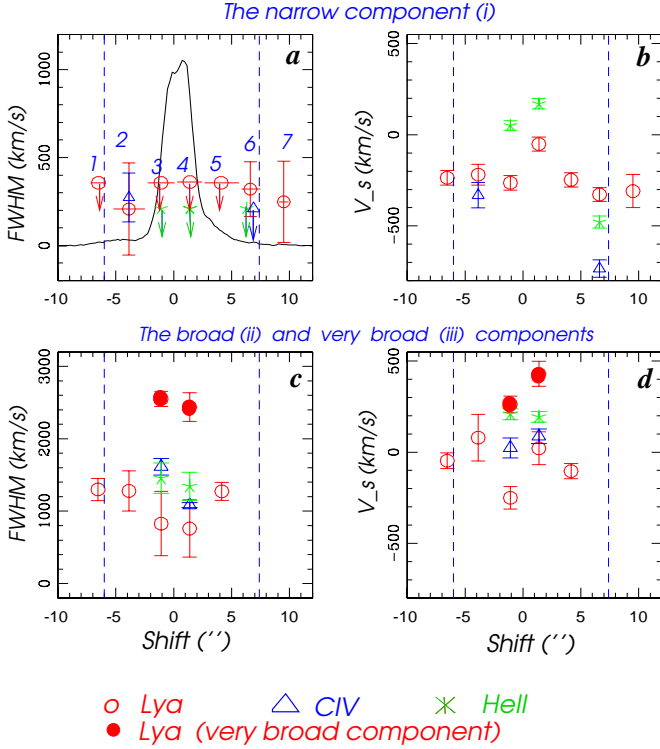 The narrow component (i)
a
b
FWHM (km/s)
V_s (km/s)
1000
500
0
500
0
−500
1
2
3
4
5
6
7
-10 -5 0 5 10
-10 -5 0 5 10
The broad (ii) and very broad (iii) components
c
d
FWHM (km/s)
V_s (km/s)
3000
2000
1000
0
500
0
−500
-10 -5 0 5 10
-10 -5 0 5 10
Shift ('')
Shift ('')
Lya CIV HeII
Lya (very broad component)